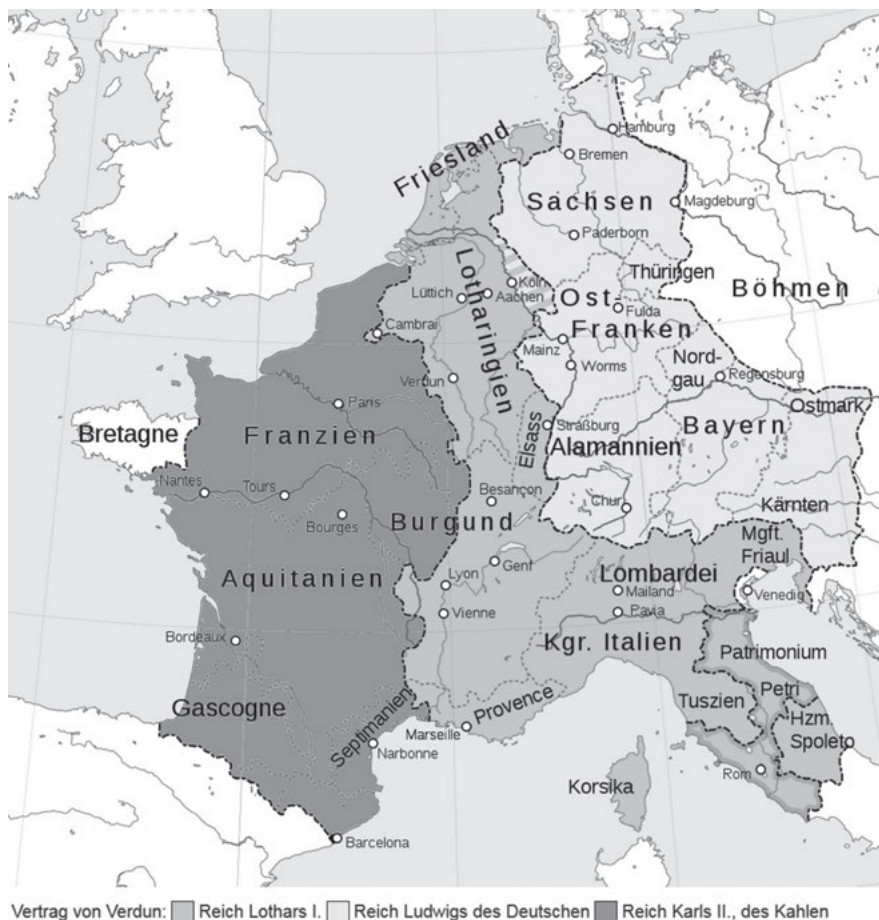 Hamburg
Friesland
Bremen
Sachsen
Magdeburg
Paderborn
Thüringen
Böhmen
Lotharingien
Köln
Lüttich
Aachen
Ost-
Fulda
Franken
Cambrai
Mainz
Nord-
gau
Worms
Regensburg
Verdun
Ostmark
Paris
Bretagne
Franzien
Straßburg
Elsass
Alamannien
Bayern
Nantes
Tours
Besançon
Bourges
Chur
Kärnten
Burgund
Mgft.
Friaul
Genf
Aquitanien
Lyon
Lombardei
Mailand
Venedig
Vienne
Pavia
Bordeaux
Kgr. Italien
Patrimonium
Petri
Gascogne
Septimanien
Provence
Tuszien
Hzm.
Spoleto
Marseille
Narbonne
Rom
Korsika
Barcelona
Vertrag von Verdun: Reich Lothars I. Reich Ludwigs des Deutschen Reich Karls II., des Kahlen